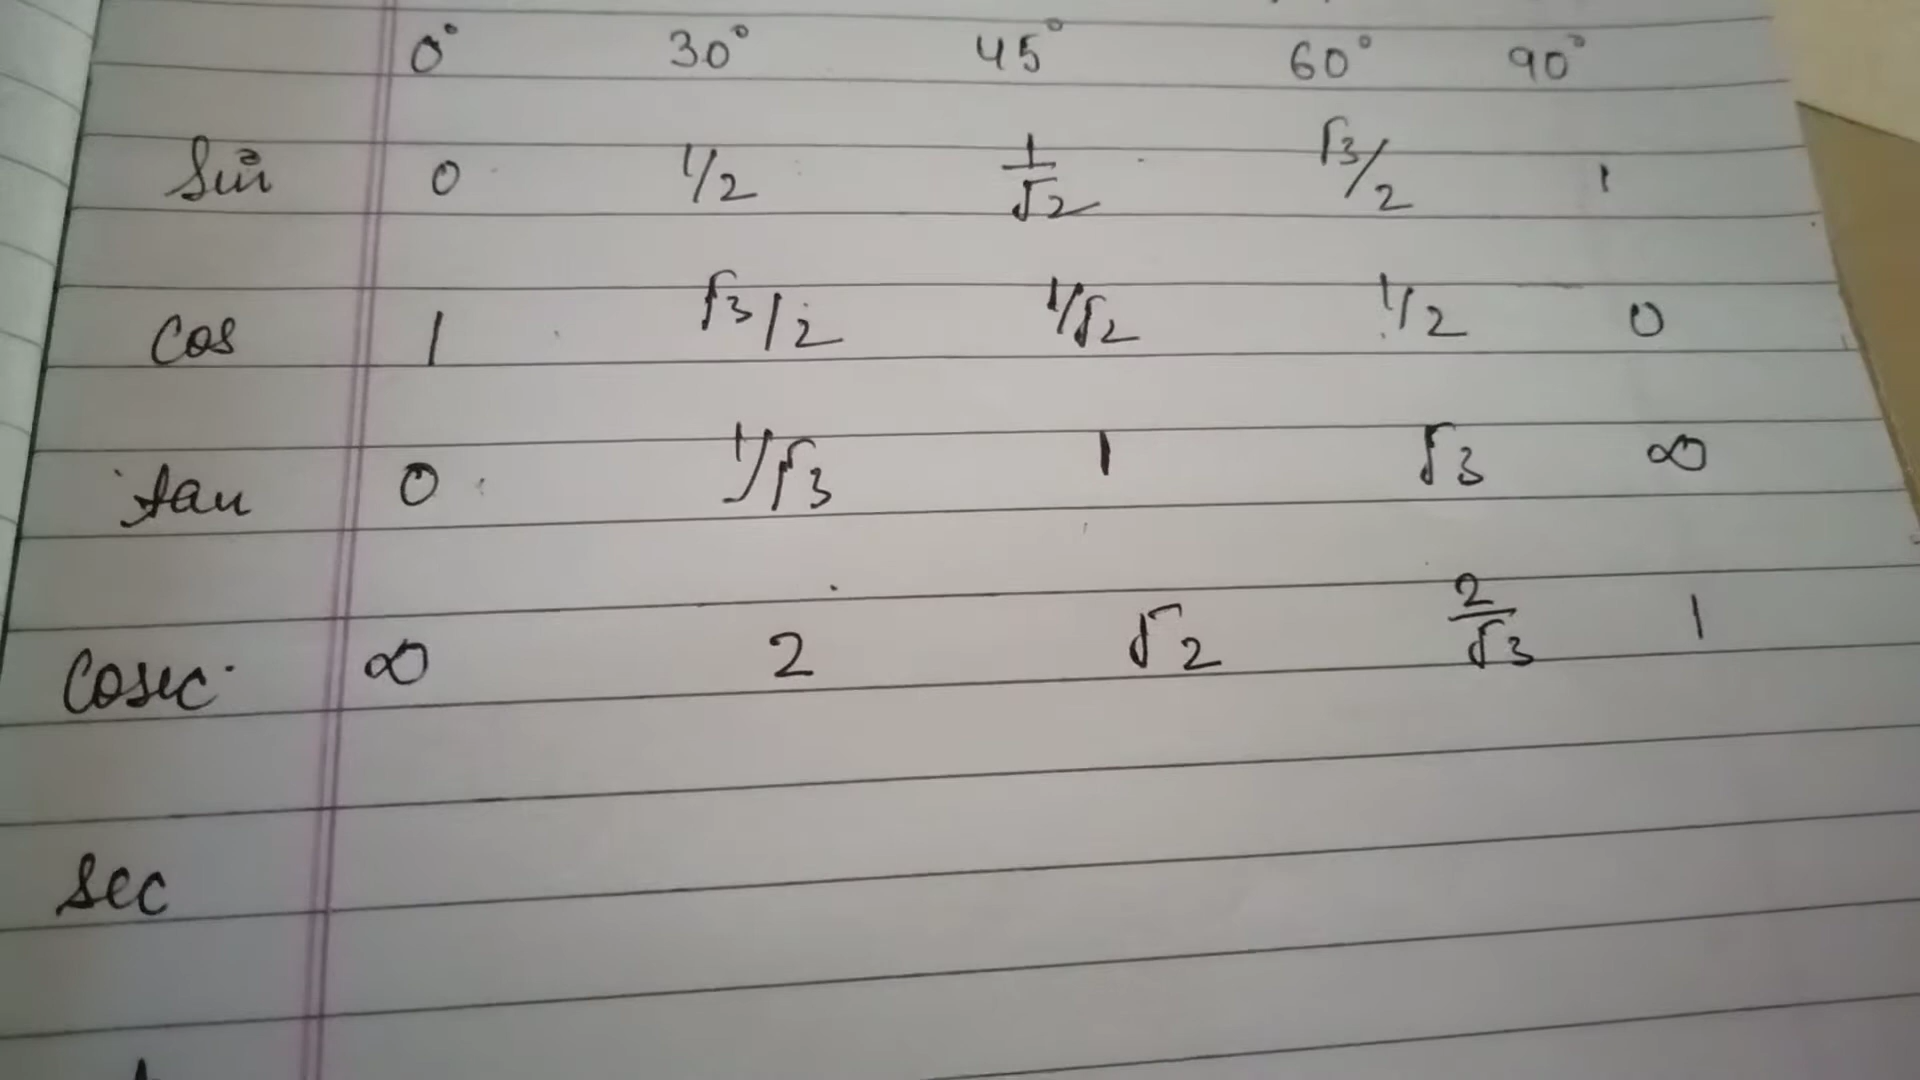 0° 30° 45° 60° 90°
Sin 0 1/2 1/√2 √3/2 1
Cos 1 √3/2 1/√2 1/2 0
tan 0 1/√3 1 √3 ∞
Cosec ∞ 2 √2 2/√3 1
sec